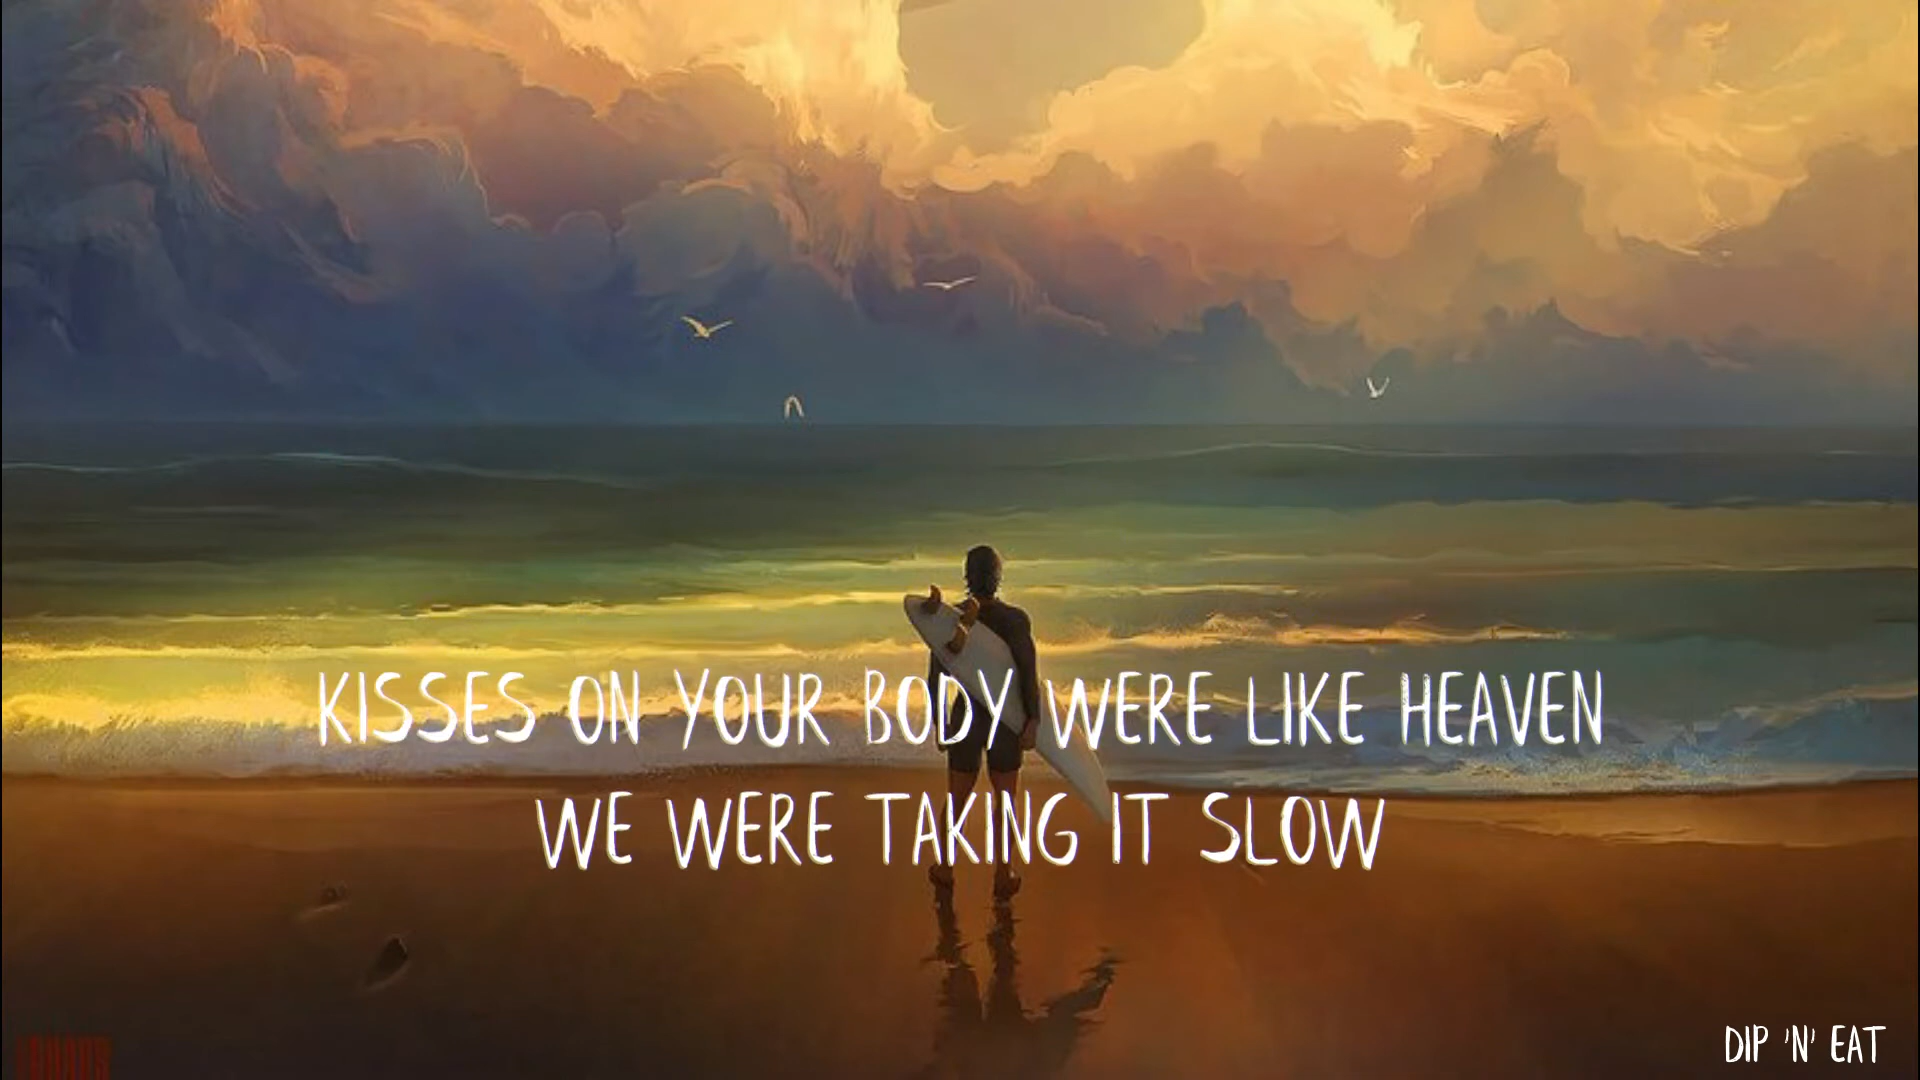 KISSES ON YOUR BODY WERE LIKE HEAVEN
WE WERE TAKING IT SLOW
DIP 'N' EAT